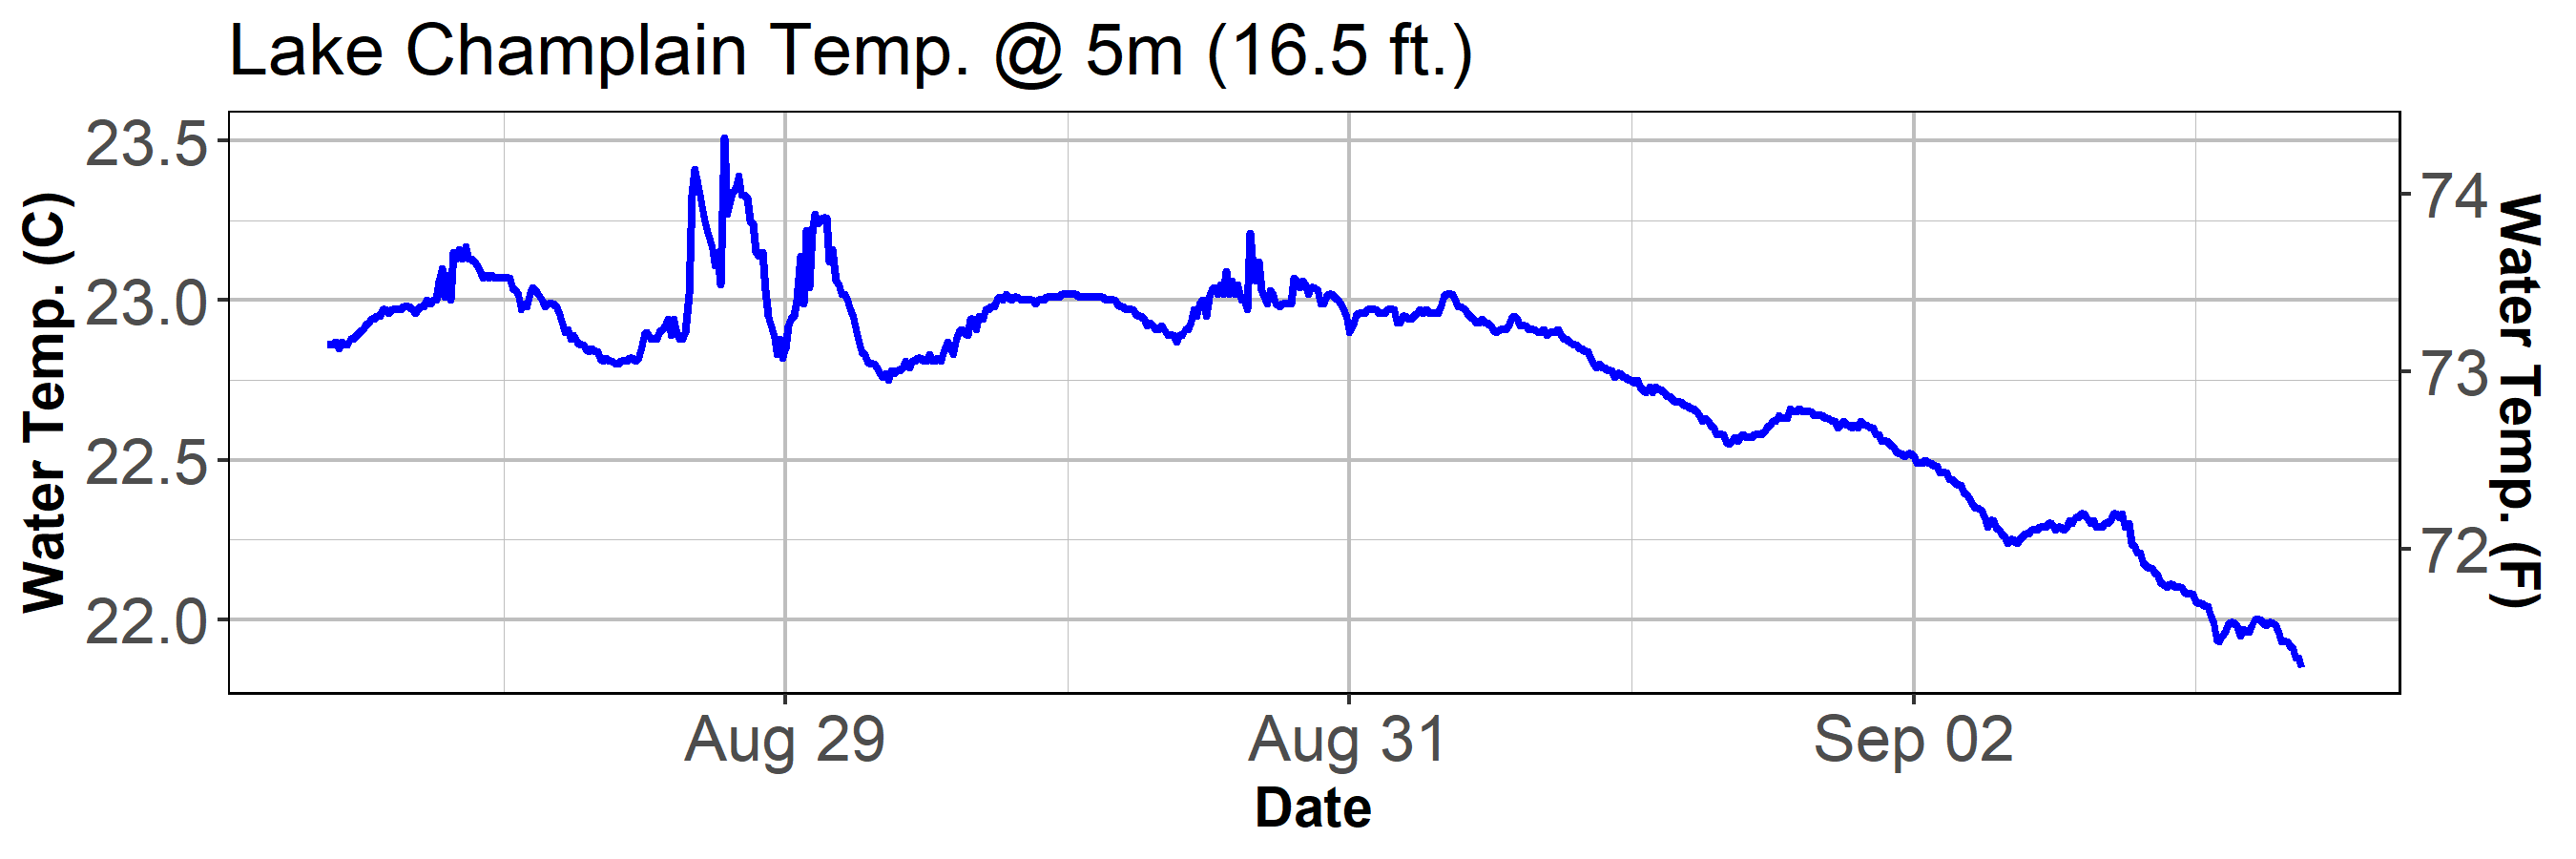 Lake Champlain Temp. @ 5m (16.5 ft.)
Water Temp. (C)
23.5
23.0
22.5
22.0
74
73
72
Water Temp. (F)
Aug 29
Aug 31
Sep 02
Date